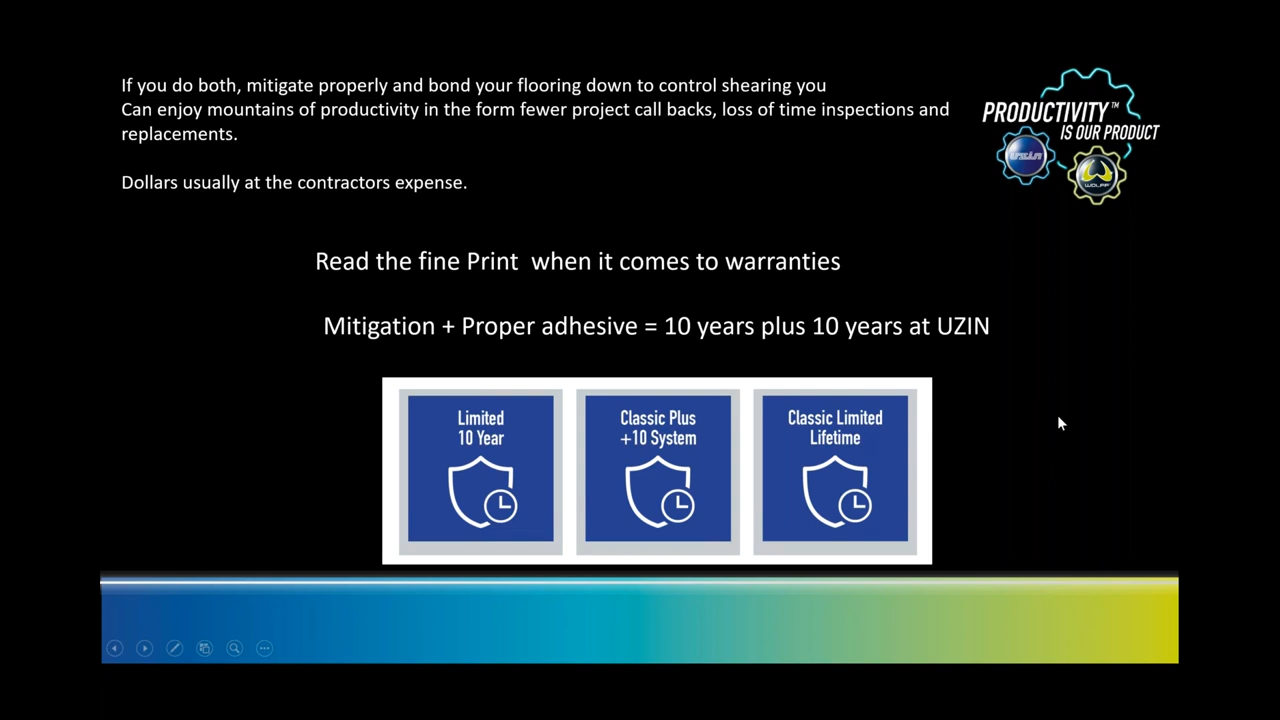 If you do both, mitigate properly and bond your flooring down to control shearing you
Can enjoy mountains of productivity in the form fewer project call backs, loss of time inspections and
replacements.
Dollars usually at the contractors expense.
PRODUCTIVITY™
IS OUR PRODUCT
UZIN
WOLFF
Read the fine Print when it comes to warranties
Mitigation + Proper adhesive = 10 years plus 10 years at UZIN
Limited
10 Year
Classic Plus
+10 System
Classic Limited
Lifetime